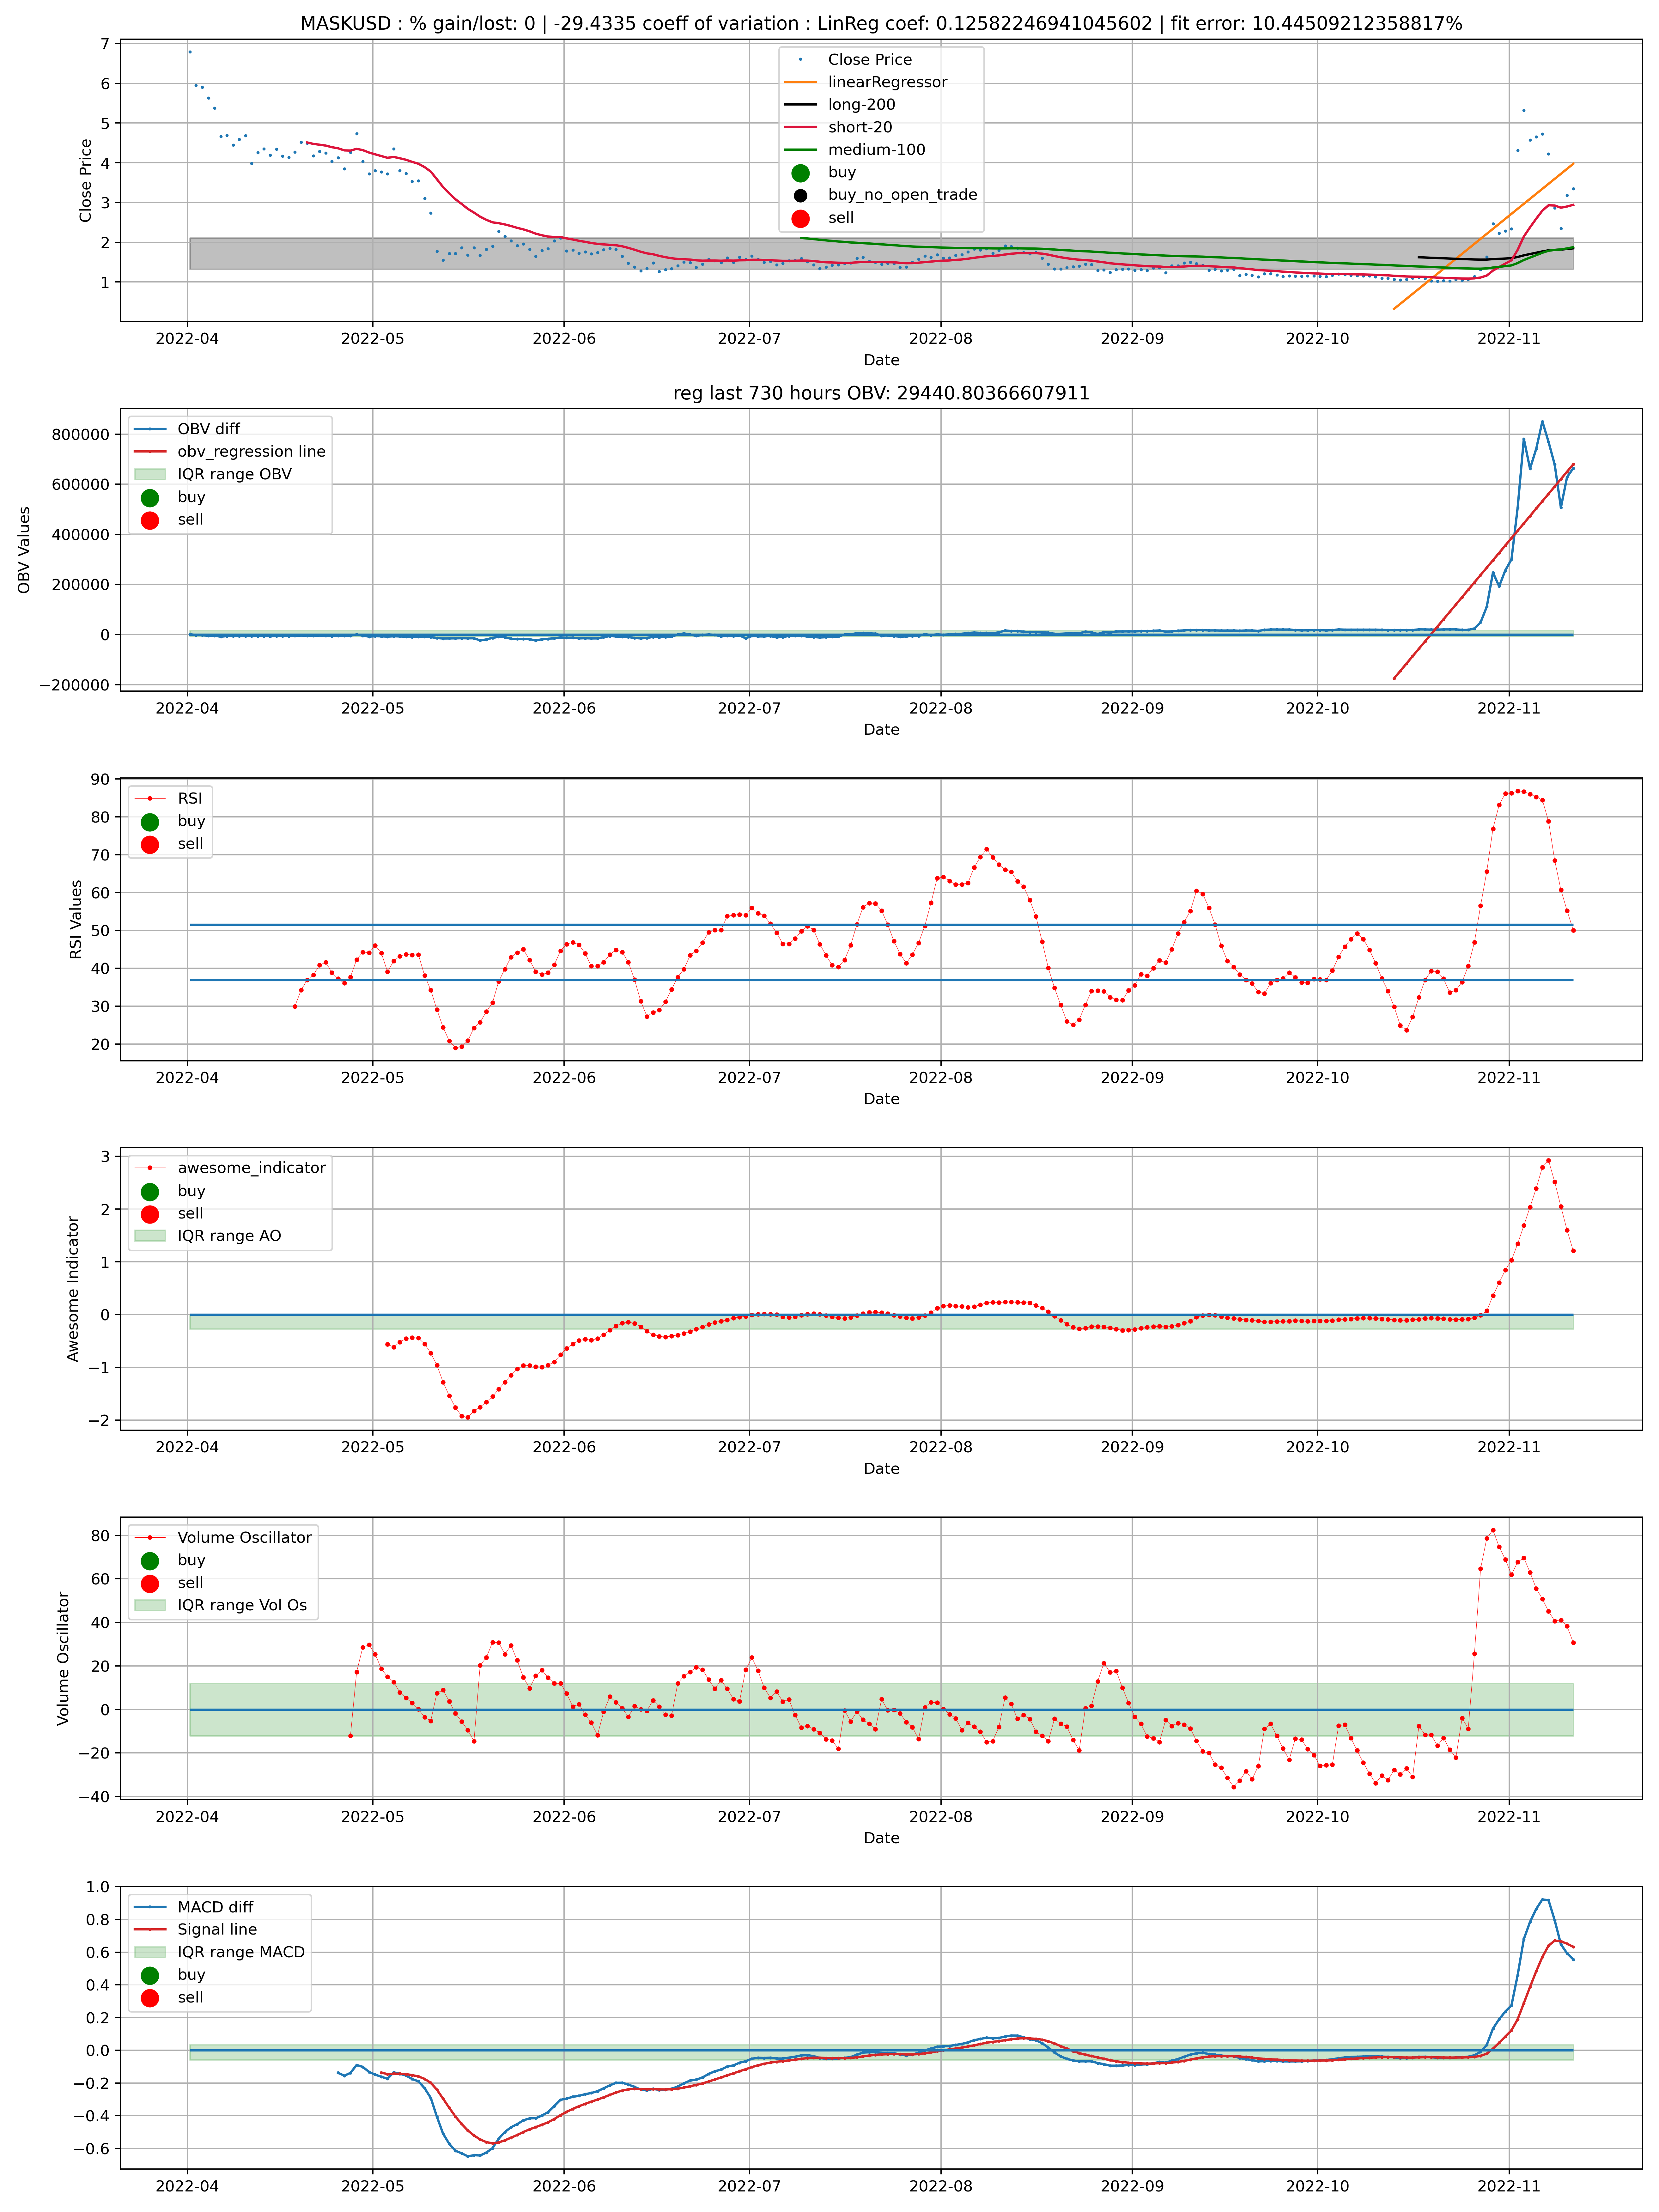 MASKUSD : % gain/lost: 0 | -29.4335 coeff of variation : LinReg coef: 0.12582246941045602 | fit error: 10.44509212358817%
7
6
5
4
3
2
1
Close Price
Close Price
linearRegressor
long-200
short-20
medium-100
buy
buy_no_open_trade
sell
2022-04 2022-05 2022-06 2022-07 2022-08 2022-09 2022-10 2022-11
Date
reg last 730 hours OBV: 29440.80366607911
800000
600000
400000
200000
0
−200000
OBV Values
OBV diff
obv_regression line
IQR range OBV
buy
sell
2022-04 2022-05 2022-06 2022-07 2022-08 2022-09 2022-10 2022-11
Date
90
80
70
60
50
40
30
20
RSI Values
RSI
buy
sell
2022-04 2022-05 2022-06 2022-07 2022-08 2022-09 2022-10 2022-11
Date
3
2
1
0
−1
−2
Awesome Indicator
awesome_indicator
buy
sell
IQR range AO
2022-04 2022-05 2022-06 2022-07 2022-08 2022-09 2022-10 2022-11
Date
80
60
40
20
0
−20
−40
Volume Oscillator
Volume Oscillator
buy
sell
IQR range Vol Os
2022-04 2022-05 2022-06 2022-07 2022-08 2022-09 2022-10 2022-11
Date
1.0
0.8
0.6
0.4
0.2
0.0
−0.2
−0.4
−0.6
MACD diff
Signal line
IQR range MACD
buy
sell
2022-04 2022-05 2022-06 2022-07 2022-08 2022-09 2022-10 2022-11